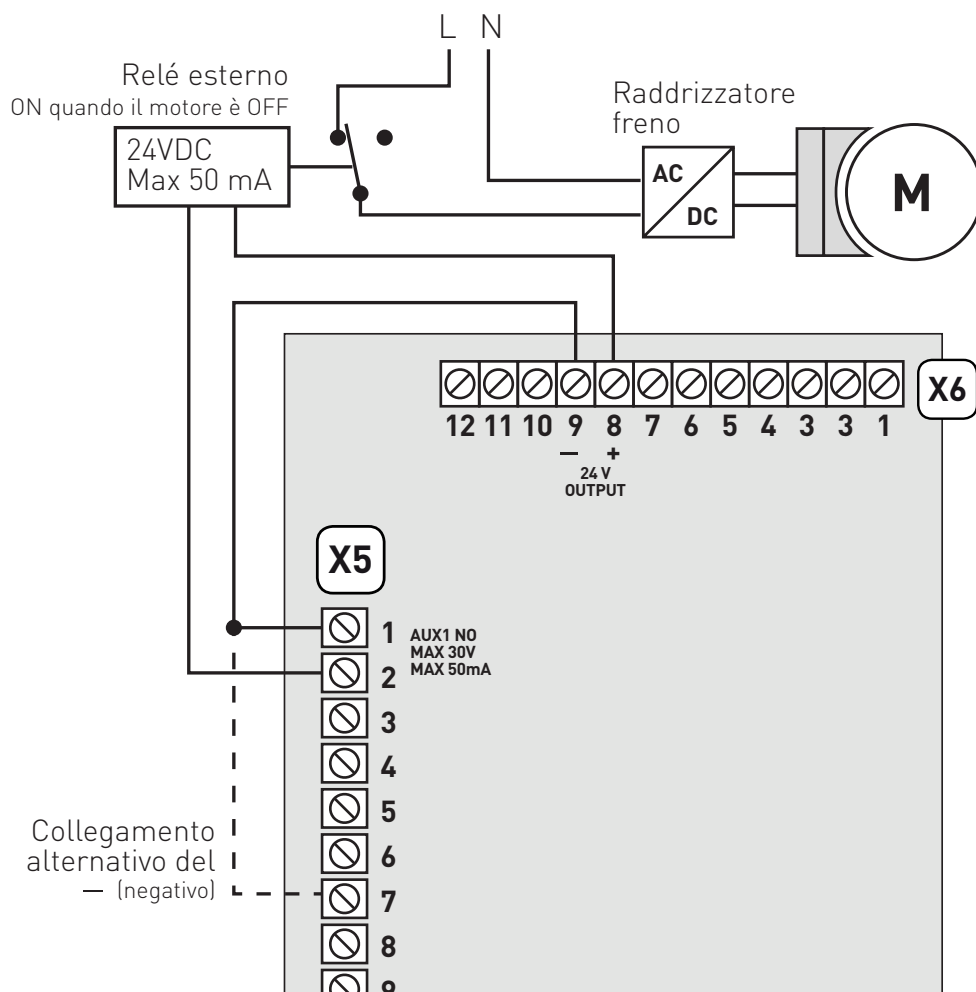 L N
Relé esterno
ON quando il motore è OFF
24VDC
Max 50 mA
Raddrizzatore
freno
AC
DC
M
X6
12 11 10 9 8 7 6 5 4 3 3 1
— +
24 V
OUTPUT
X5
1
AUX1 NO
MAX 30V
MAX 50mA
2
3
4
5
6
Collegamento
alternativo del
— (negativo)
7
8
9